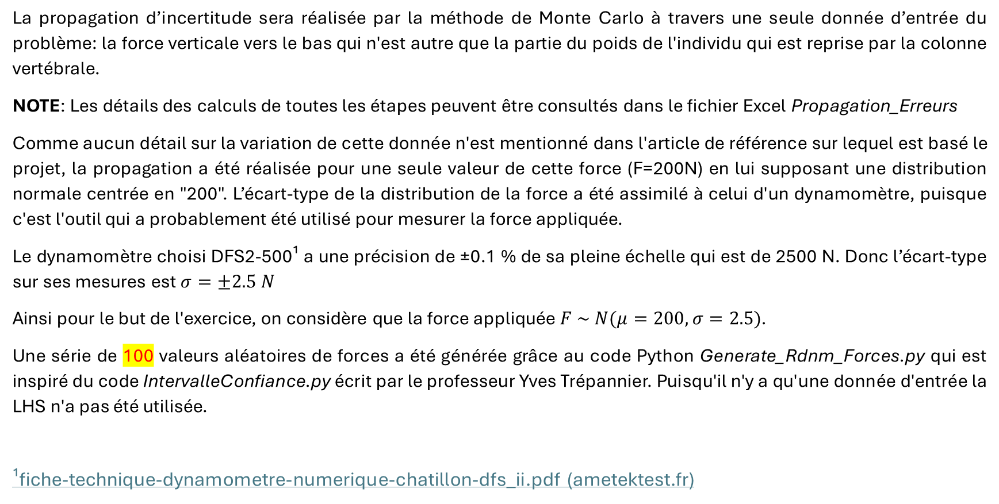 La propagation d’incertitude sera réalisée par la méthode de Monte Carlo à travers une seule donnée d’entrée du
problème: la force verticale vers le bas qui n'est autre que la partie du poids de l'individu qui est reprise par la colonne
vertébrale.
NOTE: Les détails des calculs de toutes les étapes peuvent être consultés dans le fichier Excel Propagation_Erreurs
Comme aucun détail sur la variation de cette donnée n'est mentionné dans l'article de référence sur lequel est basé le
projet, la propagation a été réalisée pour une seule valeur de cette force (F=200N) en lui supposant une distribution
normale centrée en "200". L’écart-type de la distribution de la force a été assimilé à celui d'un dynamomètre, puisque
c'est l'outil qui a probablement été utilisé pour mesurer la force appliquée.
Le dynamomètre choisi DFS2-500¹ a une précision de ±0.1 % de sa pleine échelle qui est de 2500 N. Donc l’écart-type
sur ses mesures est σ = ±2.5 N
Ainsi pour le but de l'exercice, on considère que la force appliquée F ~ N(μ = 200, σ = 2.5).
Une série de 100 valeurs aléatoires de forces a été générée grâce au code Python Generate_Rdnm_Forces.py qui est
inspiré du code IntervalleConfiance.py écrit par le professeur Yves Trépannier. Puisqu'il n'y a qu'une donnée d'entrée la
LHS n'a pas été utilisée.
¹fiche-technique-dynamometre-numerique-chatillon-dfs_ii.pdf (ametektest.fr)